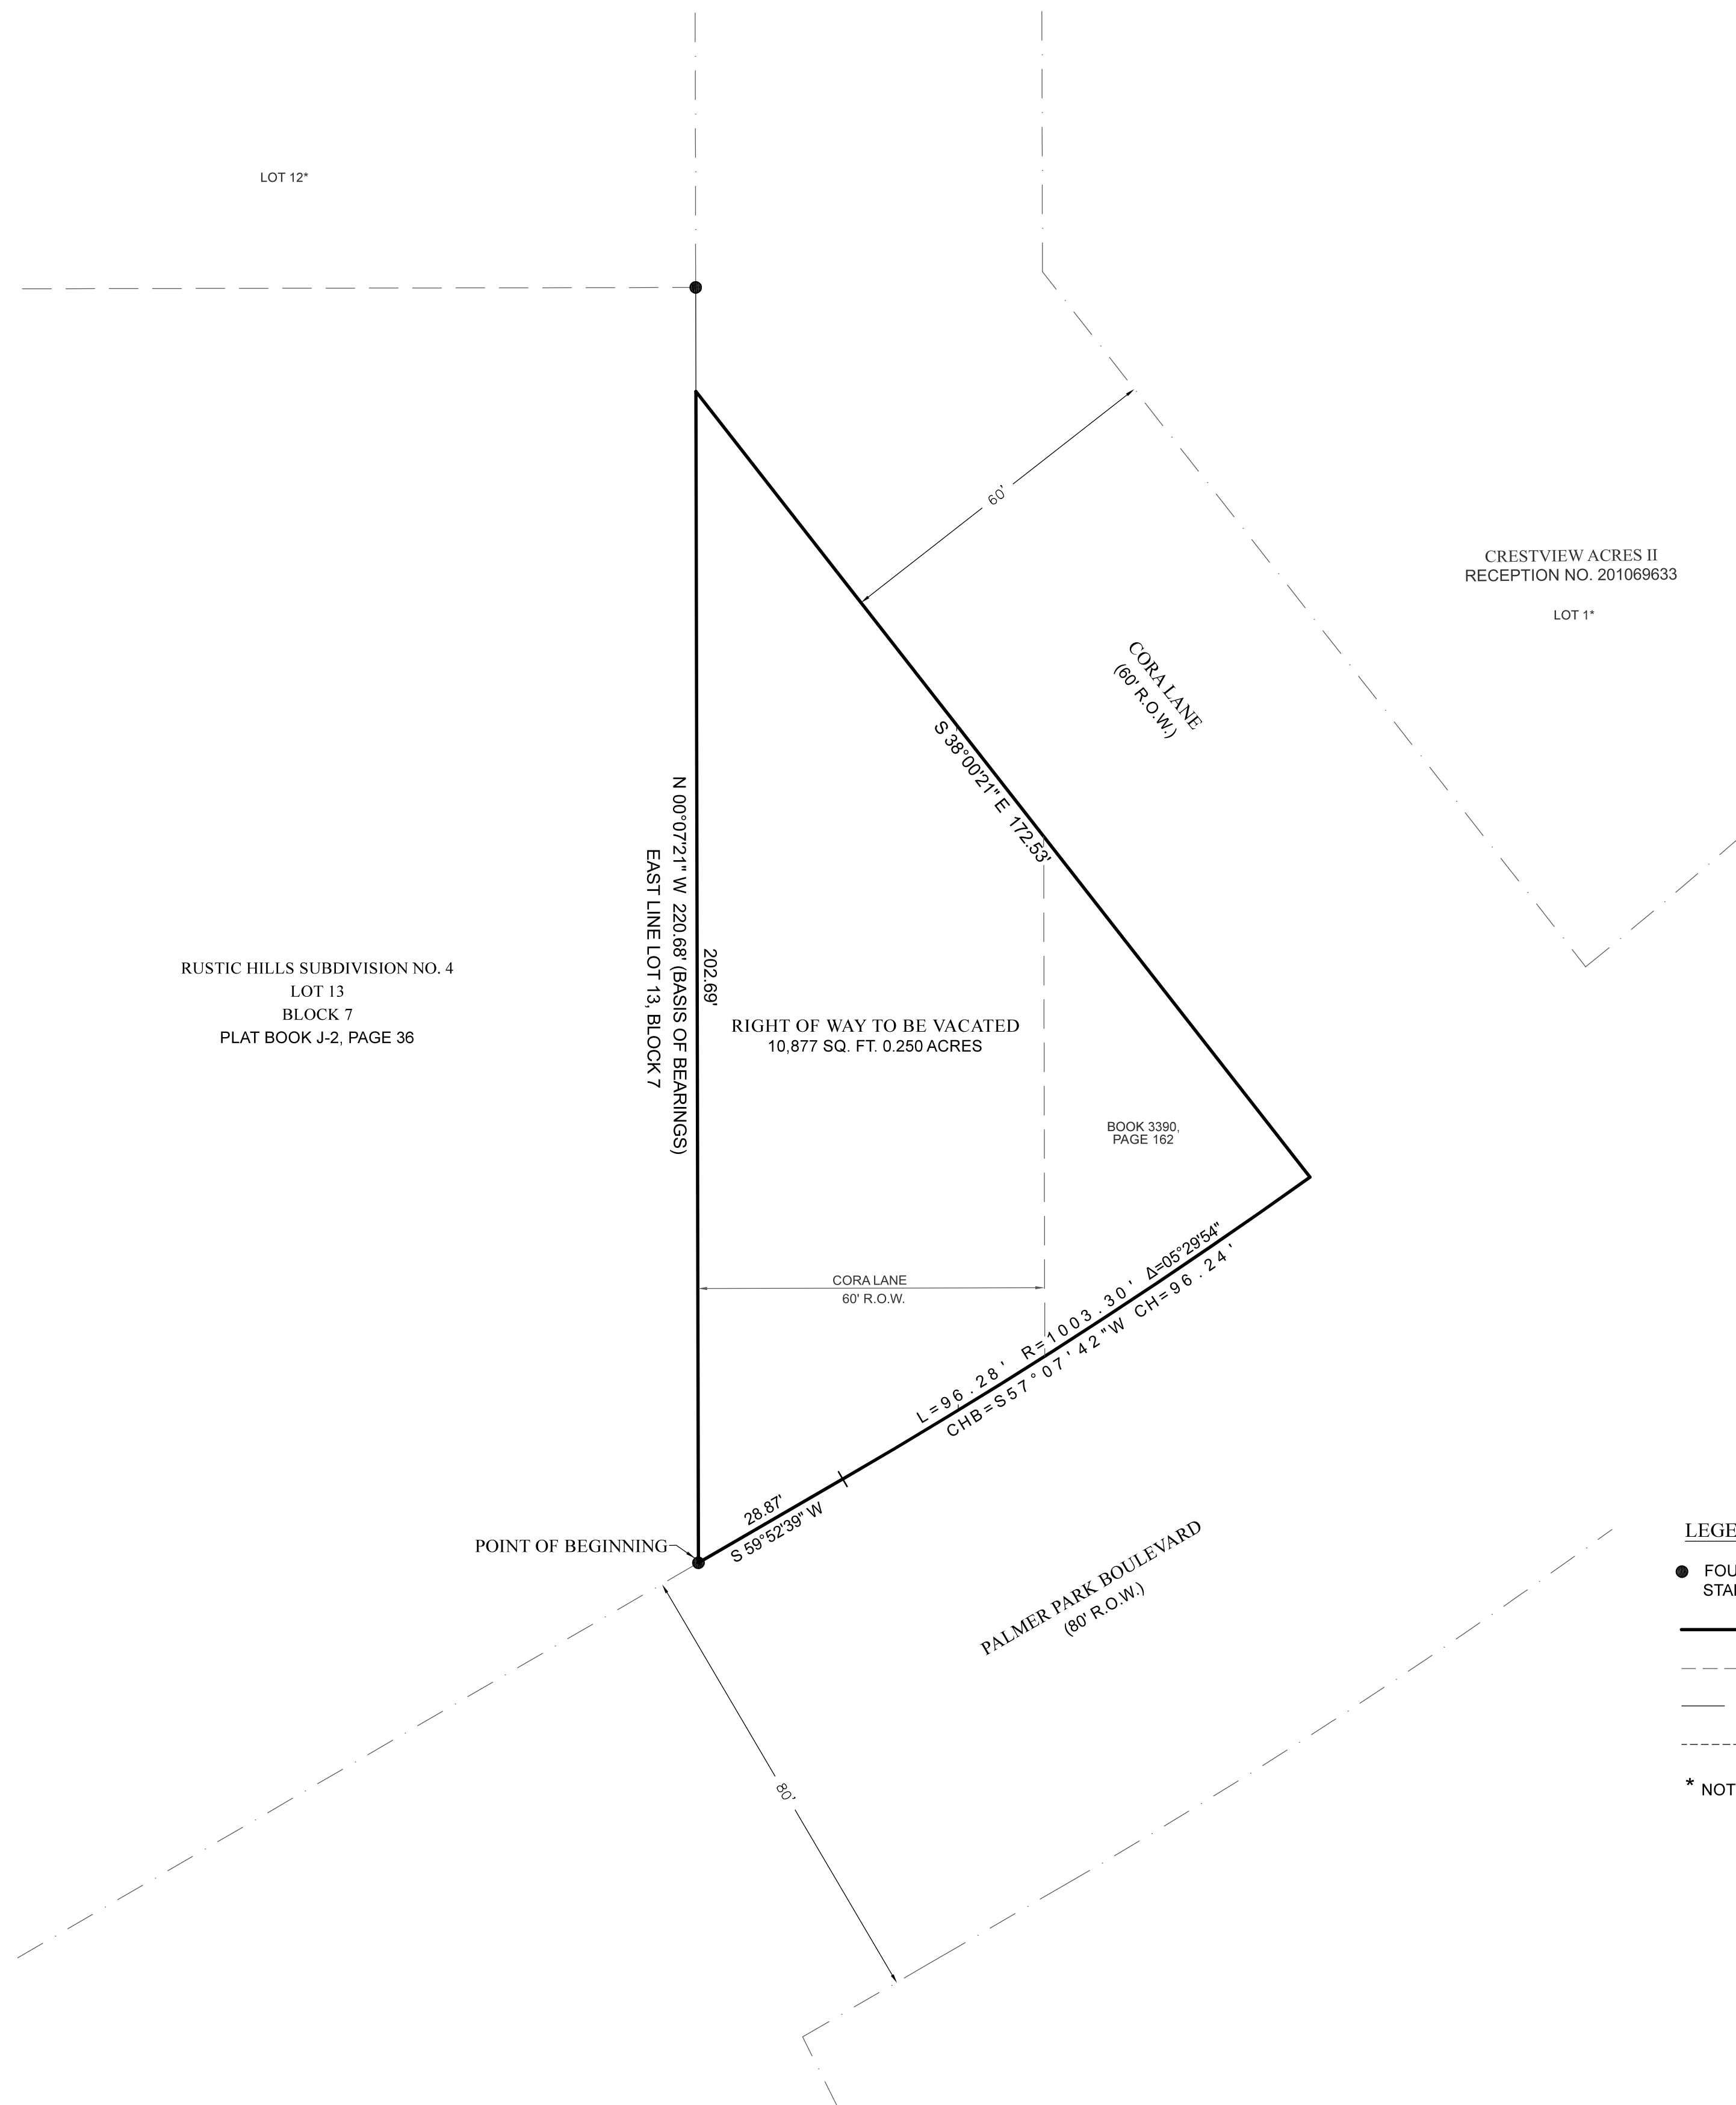 LOT 12*
60'
CRESTVIEW ACRES II
RECEPTION NO. 201069633
LOT 1*
CORA LANE
(60' R.O.W.)
S 38°00'21" E 172.53'
N 00°07'21" W 220.68' (BASIS OF BEARINGS)
EAST LINE LOT 13, BLOCK 7
202.69'
RUSTIC HILLS SUBDIVISION NO. 4
LOT 13
BLOCK 7
PLAT BOOK J-2, PAGE 36
RIGHT OF WAY TO BE VACATED
10,877 SQ. FT. 0.250 ACRES
BOOK 3390,
PAGE 162
CORA LANE
60' R.O.W.
L=96.28' R=1003.30' Δ=05°29'54"
CHB=S57°07'42"W CH=96.24'
28.87'
S 59°52'39" W
POINT OF BEGINNING
PALMER PARK BOULEVARD
(80' R.O.W.)
80'
LEGE
FOU
STA
* NOT